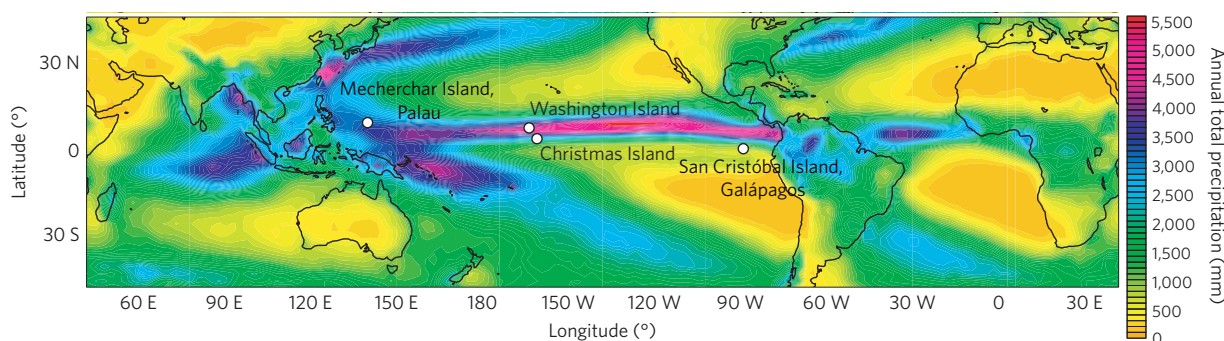 Latitude (°)
30 N
0
30 S
Mecherchar Island,
Palau
Washington Island
Christmas Island
San Cristóbal Island,
Galápagos
60 E 90 E 120 E 150 E 180 150 W 120 W 90 W 60 W 30 W 0 30 E
Longitude (°)
5,500
5,000
4,500
4,000
3,500
3,000
2,500
2,000
1,500
1,000
500
0
Annual total precipitation (mm)